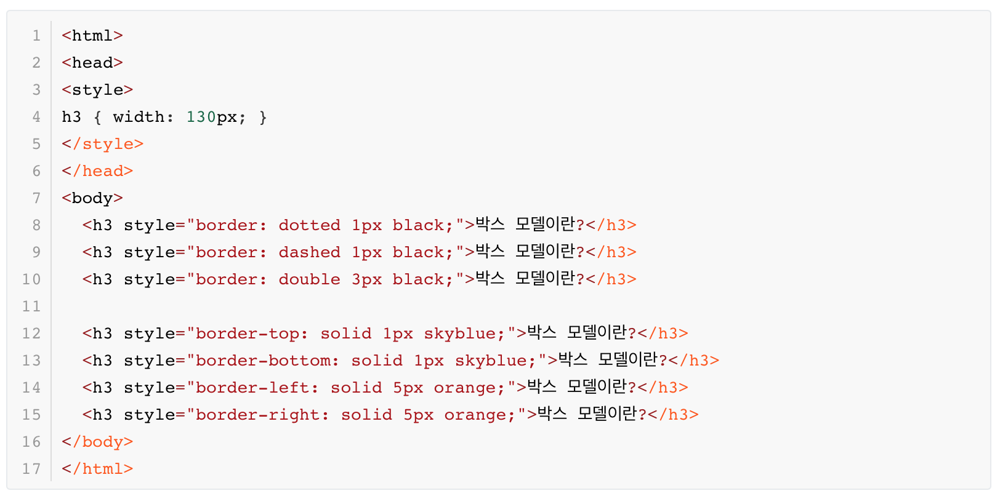 1 <html>
2 <head>
3 <style>
4 h3 { width: 130px; }
5 </style>
6 </head>
7 <body>
8   <h3 style="border: dotted 1px black;">박스 모델이란?</h3>
9   <h3 style="border: dashed 1px black;">박스 모델이란?</h3>
10   <h3 style="border: double 3px black;">박스 모델이란?</h3>
11
12   <h3 style="border-top: solid 1px skyblue;">박스 모델이란?</h3>
13   <h3 style="border-bottom: solid 1px skyblue;">박스 모델이란?</h3>
14   <h3 style="border-left: solid 5px orange;">박스 모델이란?</h3>
15   <h3 style="border-right: solid 5px orange;">박스 모델이란?</h3>
16 </body>
17 </html>